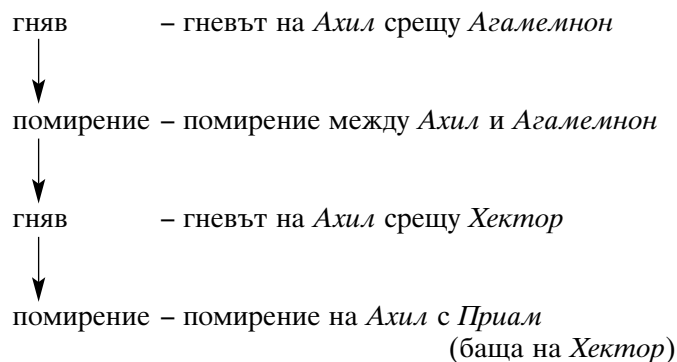 гняв – гневът на Ахил срещу Агамемнон
помирение – помирение между Ахил и Агамемнон
гняв – гневът на Ахил срещу Хектор
помирение – помирение на Ахил с Приам
(баща на Хектор)